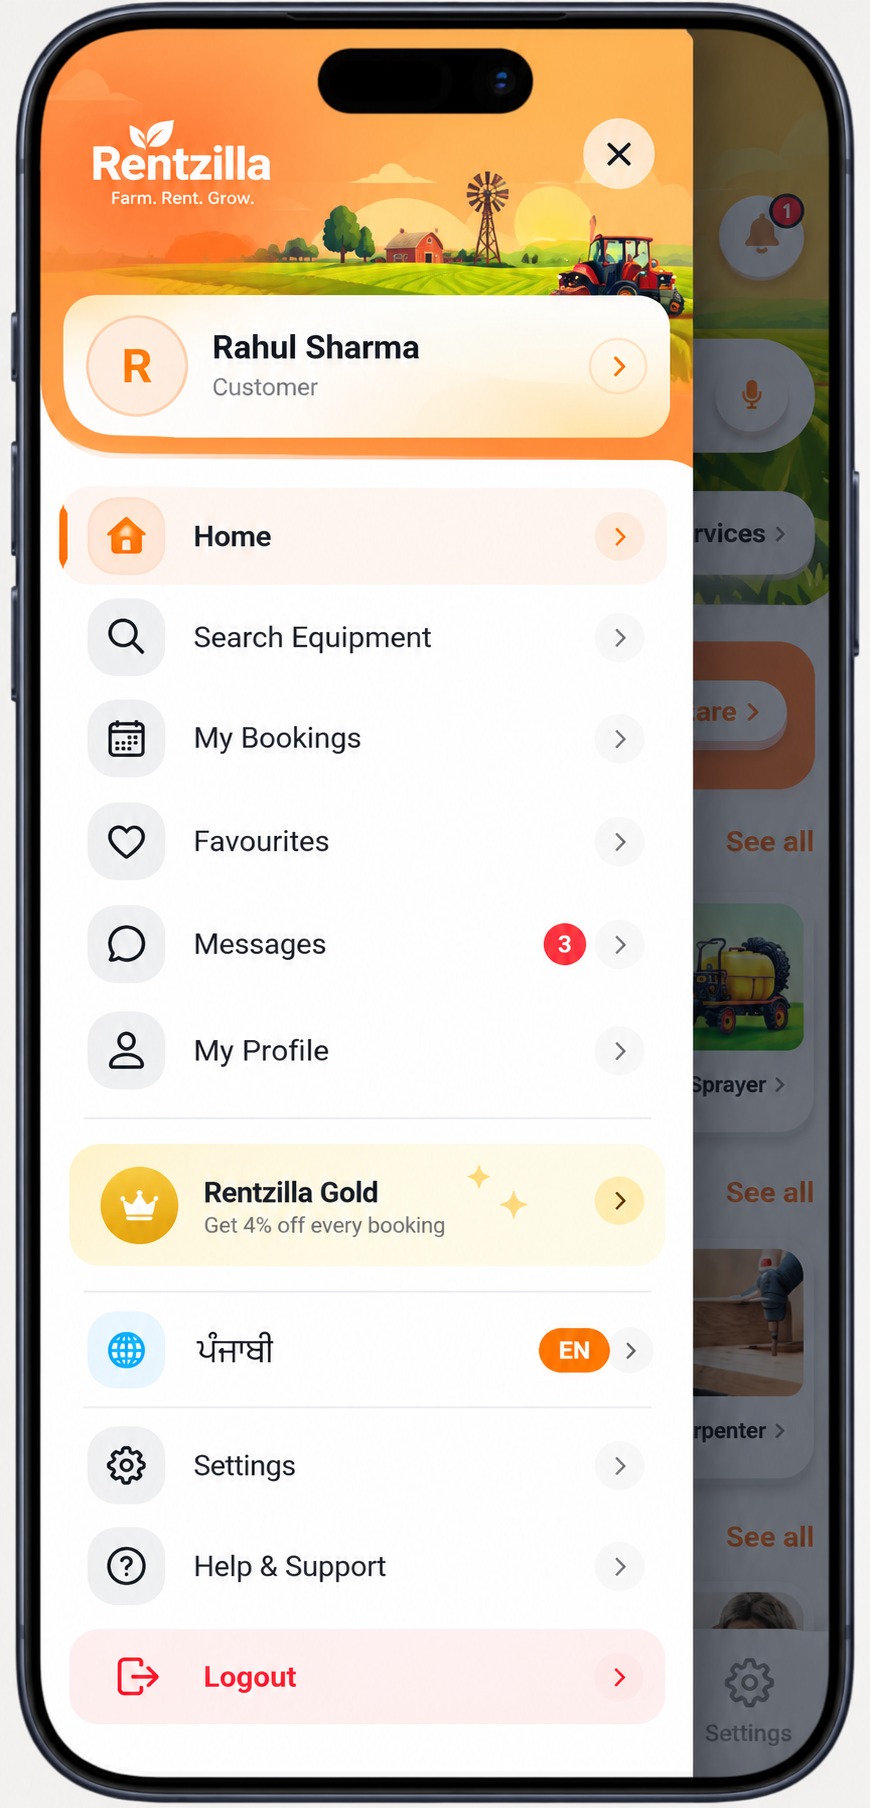 Rentzilla
Farm. Rent. Grow.
1
R
Rahul Sharma
Customer
rvices
Home
Search Equipment
are
My Bookings
Favourites
See all
Messages
3
My Profile
Sprayer
Rentzilla Gold
Get 4% off every booking
See all
ਪੰਜਾਬੀ
EN
rpenter
Settings
See all
Help & Support
Logout
Settings